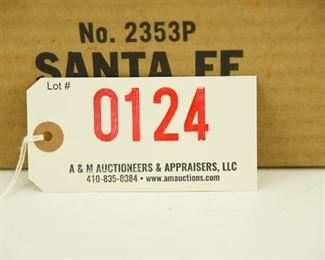 No. 2353P
SANTA FE
Lot #
0124
A & M AUCTIONEERS & APPRAISERS, LLC
410-835-0384 • www.amauctions.com